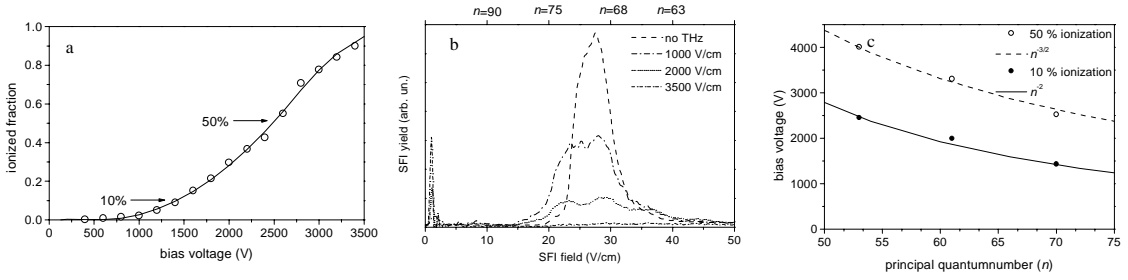 a
ionized fraction
1.0
0.8
0.6
0.4
0.2
0.0
50%
10%
0 500 1000 1500 2000 2500 3000 3500
bias voltage (V)
n=90 n=75 n=68 n=63
b
no THz
1000 V/cm
2000 V/cm
3500 V/cm
SFI yield (arb. un.)
0 10 20 30 40 50
SFI field (V/cm)
c
50 % ionization
n-3/2
10 % ionization
n-2
bias voltage (V)
4000
3000
2000
1000
50 55 60 65 70 75
principal quantumnumber (n)